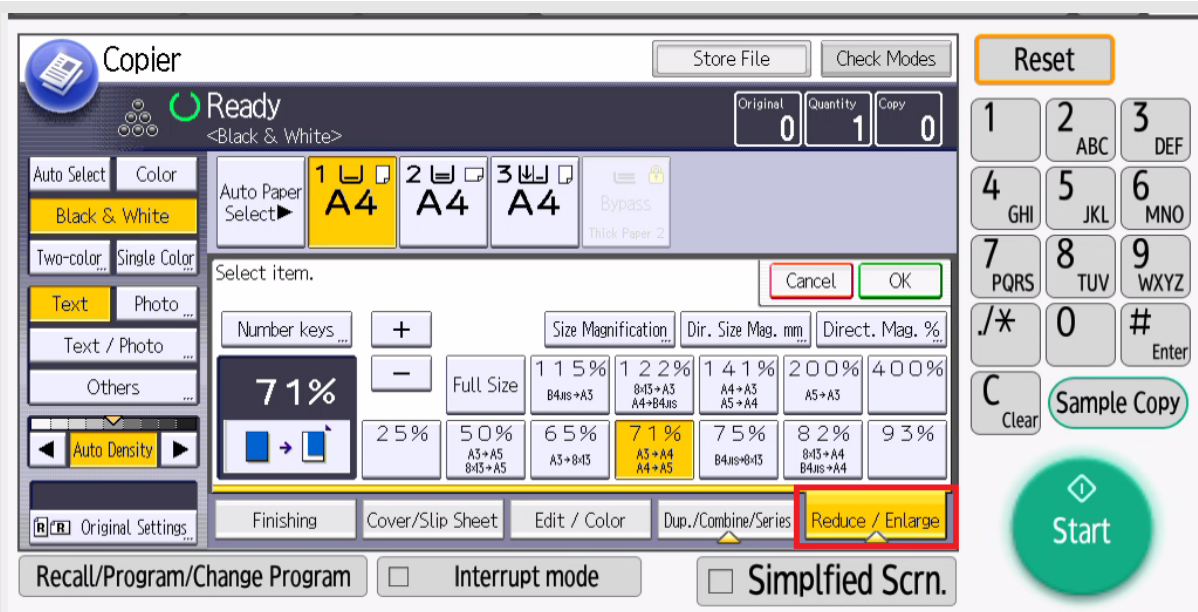 Copier
Store File
Check Modes
Reset
Ready
<Black & White>
Original
0
Quantity
1
Copy
0
Auto Select
Color
Black & White
Two-color
Single Color
Text
Photo
Text / Photo
Others
Auto Density
R R Original Settings
Auto Paper
Select▶
1
A4
2
A4
3
A4
Bypass
Thick Paper 2
Select item.
Cancel
OK
Number keys
+
Size Magnification
Dir. Size Mag. mm
Direct. Mag. %
71%
−
Full Size
115%
B4JIS→A3
122%
8×13→A3
A4→B4JIS
141%
A4→A3
A5→A4
200%
A5→A3
400%
25%
50%
A3→A5
8×13→A5
65%
A3→8×13
71%
A3→A4
A4→A5
75%
B4JIS→8×13
82%
8×13→A4
B4JIS→A4
93%
Finishing
Cover/Slip Sheet
Edit / Color
Dup./Combine/Series
Reduce / Enlarge
1
2
ABC
3
DEF
4
GHI
5
JKL
6
MNO
7
PQRS
8
TUV
9
WXYZ
./*
0
#
Enter
C
Clear
Sample Copy
Start
Recall/Program/Change Program
Interrupt mode
Simplfied Scrn.